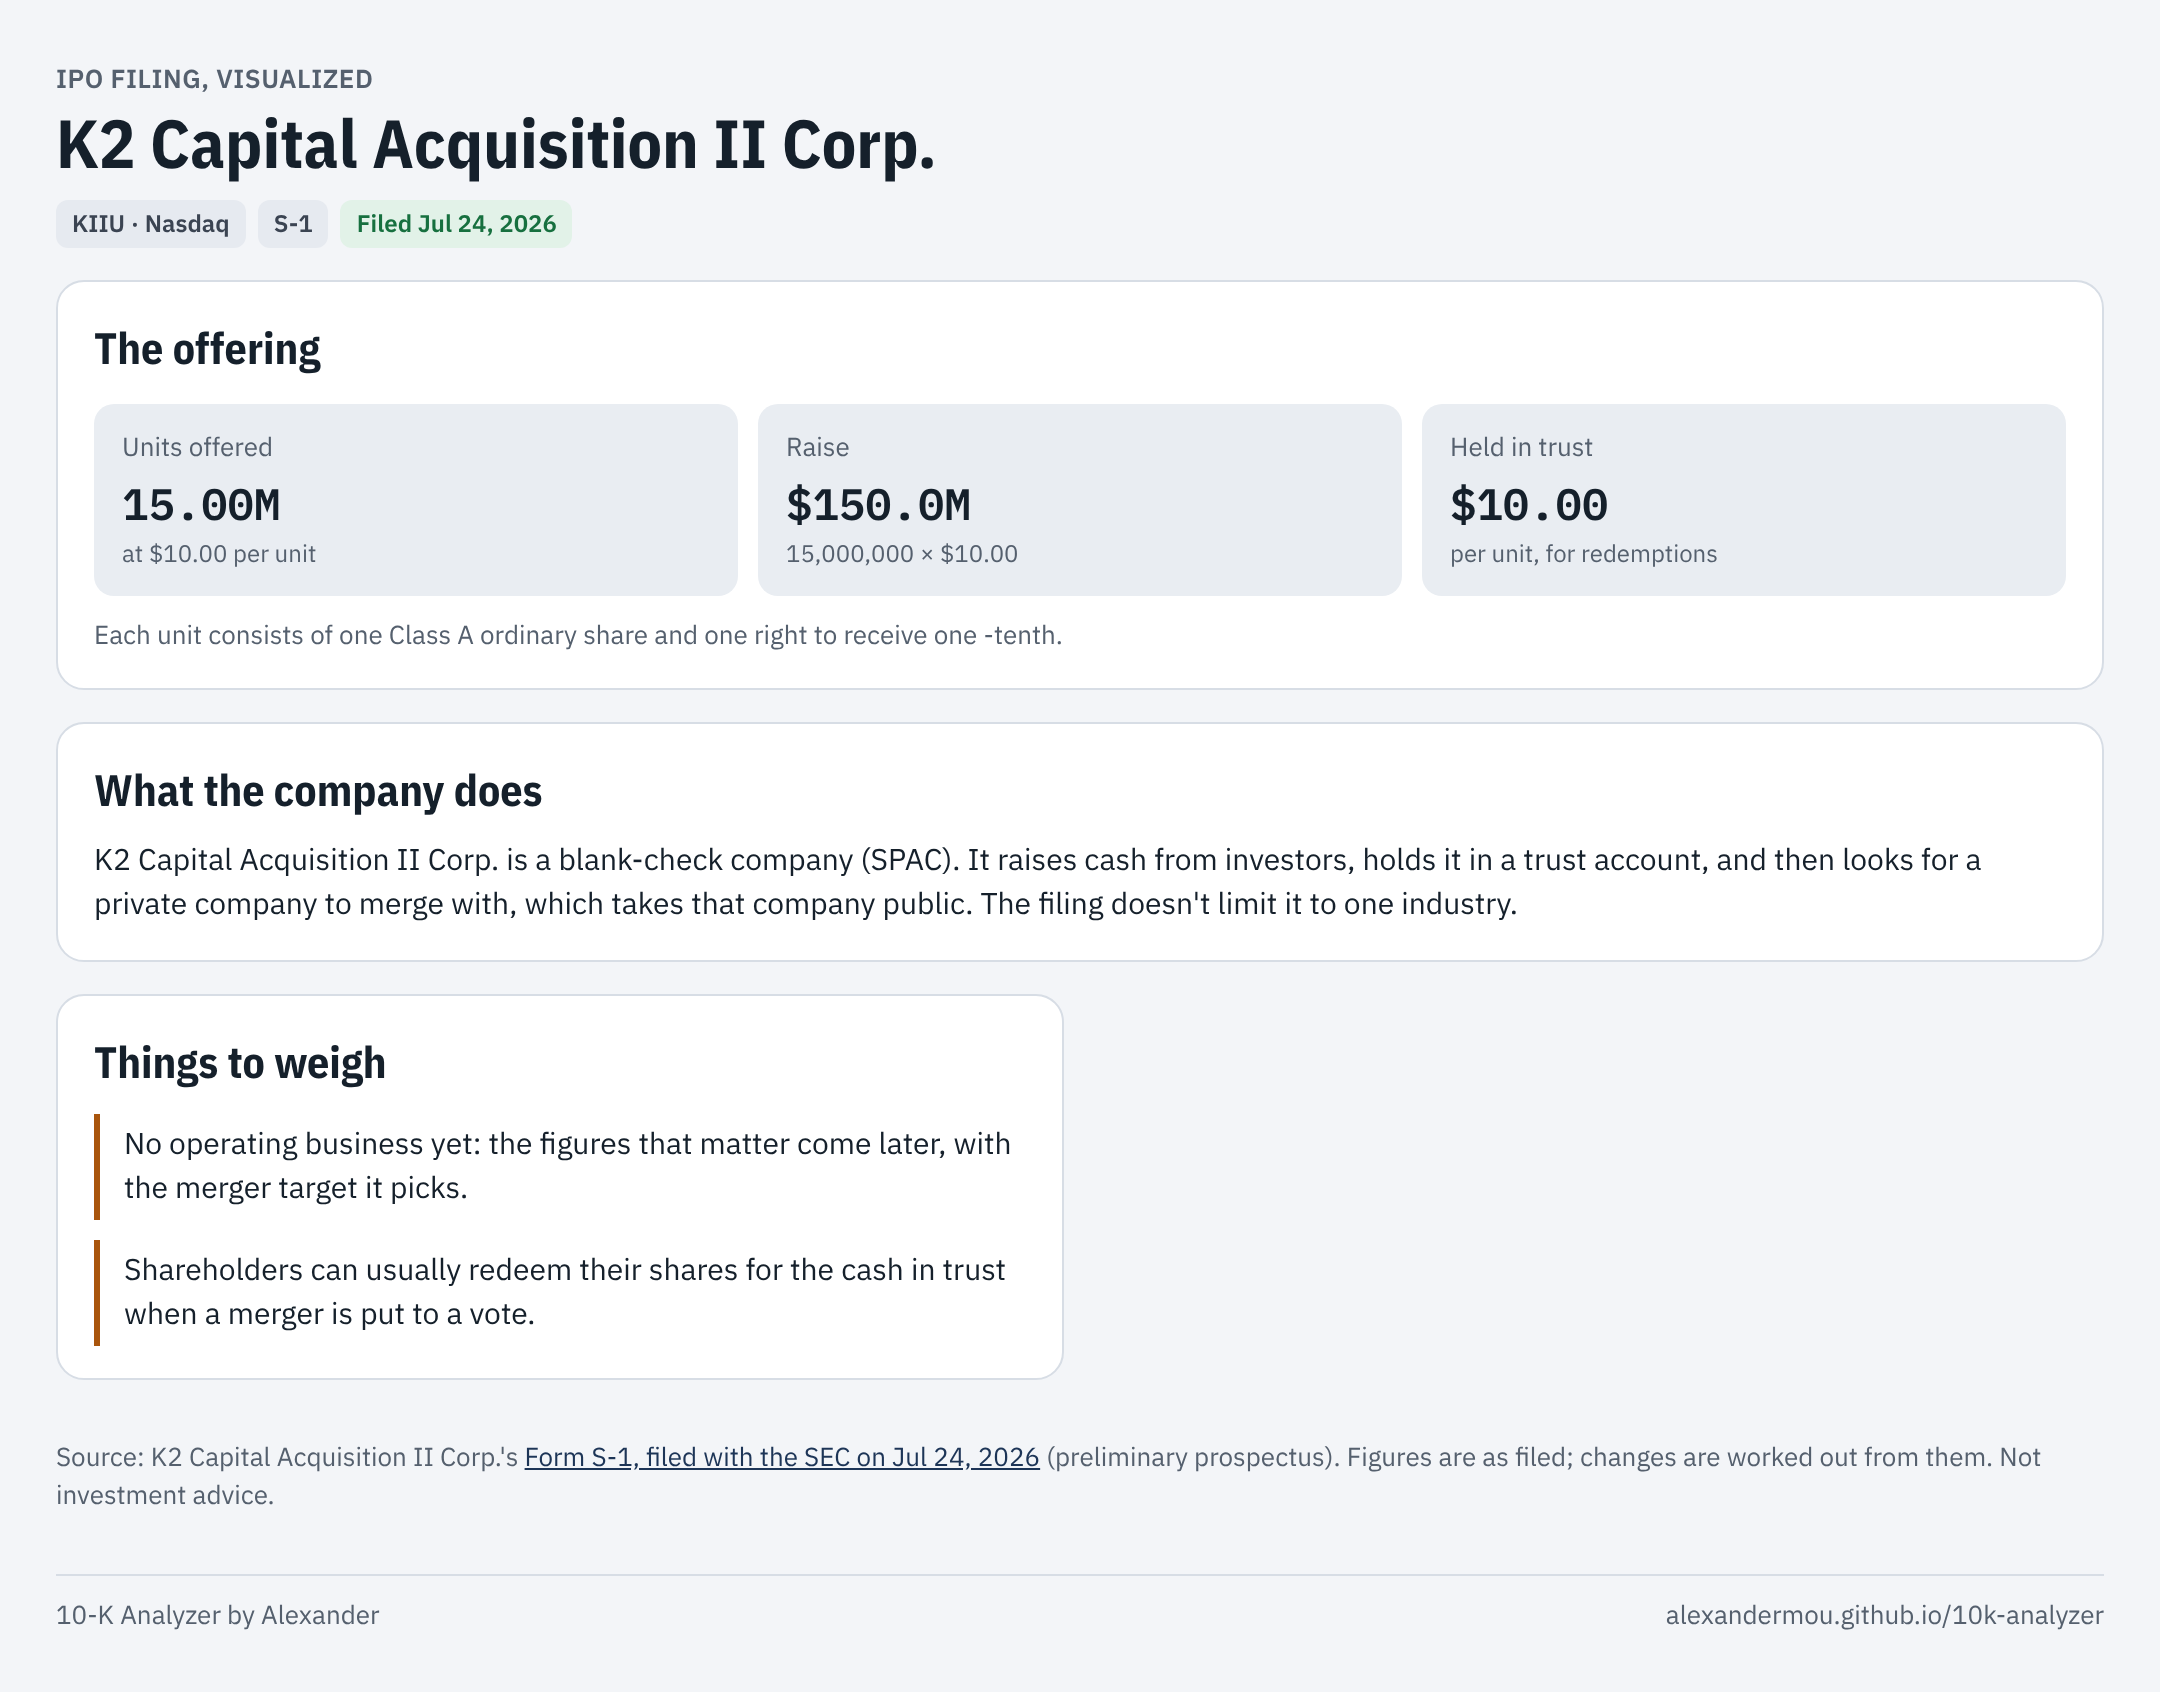 IPO FILING, VISUALIZED
K2 Capital Acquisition II Corp.
KIIU · Nasdaq
S-1
Filed Jul 24, 2026
The offering
Units offered
15.00M
at $10.00 per unit
Raise
$150.0M
15,000,000 × $10.00
Held in trust
$10.00
per unit, for redemptions
Each unit consists of one Class A ordinary share and one right to receive one -tenth.
What the company does
K2 Capital Acquisition II Corp. is a blank-check company (SPAC). It raises cash from investors, holds it in a trust account, and then looks for a
private company to merge with, which takes that company public. The filing doesn't limit it to one industry.
Things to weigh
No operating business yet: the figures that matter come later, with
the merger target it picks.
Shareholders can usually redeem their shares for the cash in trust
when a merger is put to a vote.
Source: K2 Capital Acquisition II Corp.'s Form S-1, filed with the SEC on Jul 24, 2026 (preliminary prospectus). Figures are as filed; changes are worked out from them. Not
investment advice.
10-K Analyzer by Alexander
alexandermou.github.io/10k-analyzer